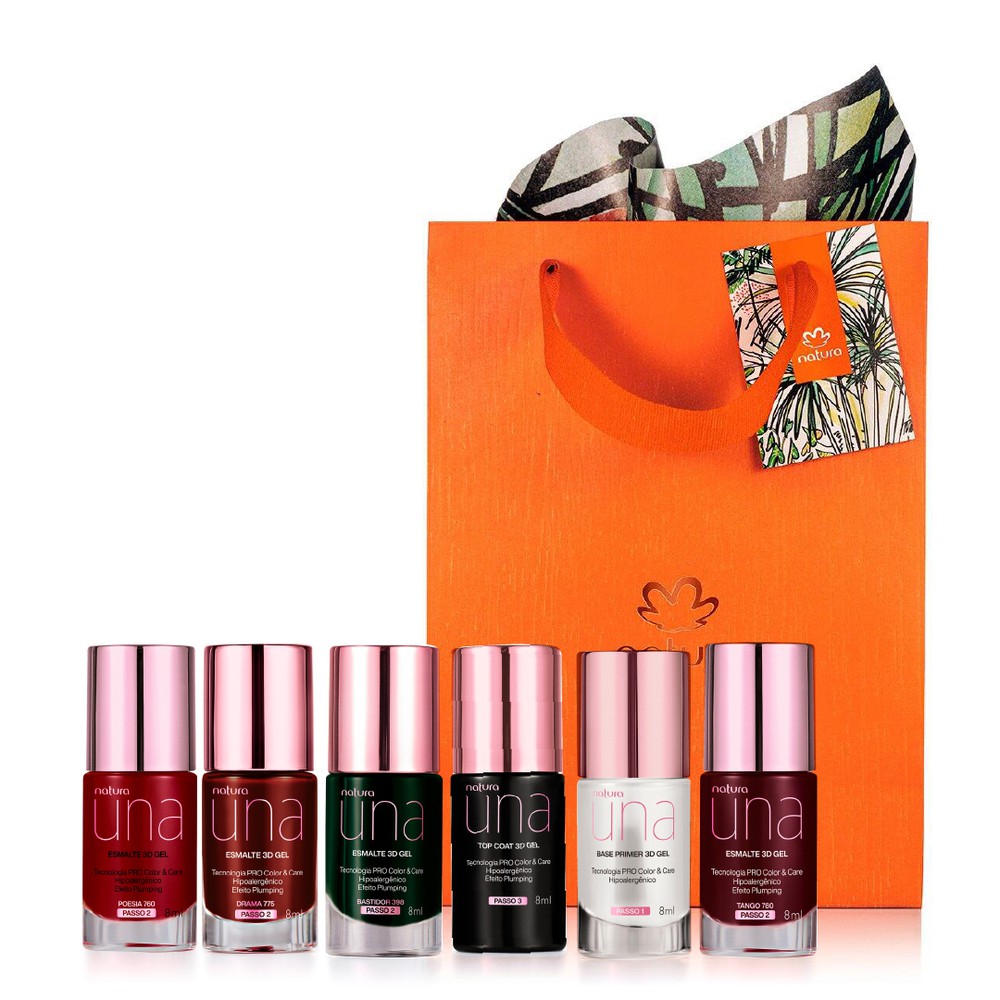 natura
natura
una
ESMALTE 3D GEL
Tecnologia PRO Color & Care
Hipoalergênico
Efeito Plumping
POESIA 760
PASSO 2
8ml
natura
una
ESMALTE 3D GEL
Tecnologia PRO Color & Care
Hipoalergênico
Efeito Plumping
DRAMA 775
PASSO 2
8ml
natura
una
ESMALTE 3D GEL
Tecnologia PRO Color & Care
Hipoalergênico
Efeito Plumping
BASTIDOR 398
PASSO 2
8ml
natura
una
TOP COAT 3D GEL
Tecnologia PRO Color & Care
Hipoalergênico
Efeito Plumping
PASSO 3
8ml
natura
una
BASE PRIMER 3D GEL
Tecnologia PRO Color & Care
Hipoalergênico
PASSO 1
8ml
natura
una
ESMALTE 3D GEL
Tecnologia PRO Color & Care
Hipoalergênico
Efeito Plumping
TANGO 760
PASSO 2
8ml